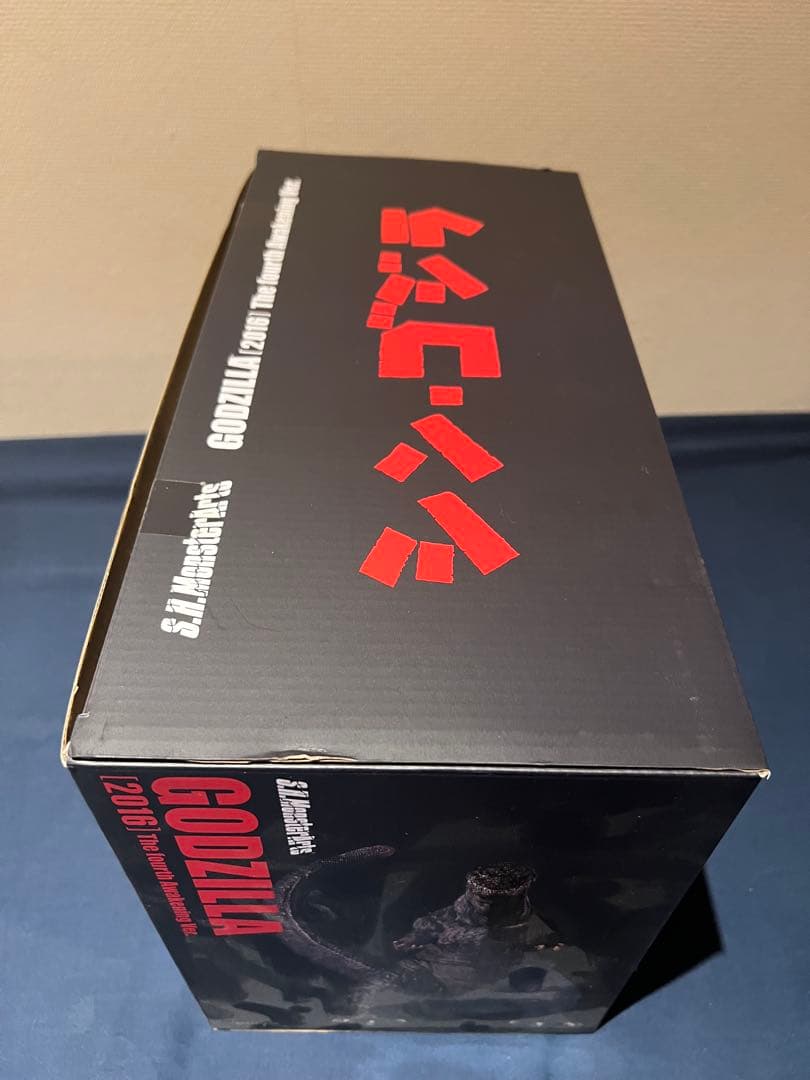 S.H.MonsterArts GODZILLA [2016] The Fourth Awakening Ver.
シン・ゴジラ
S.H.MonsterArts
GODZILLA
[2016] The Fourth Awakening Ver.